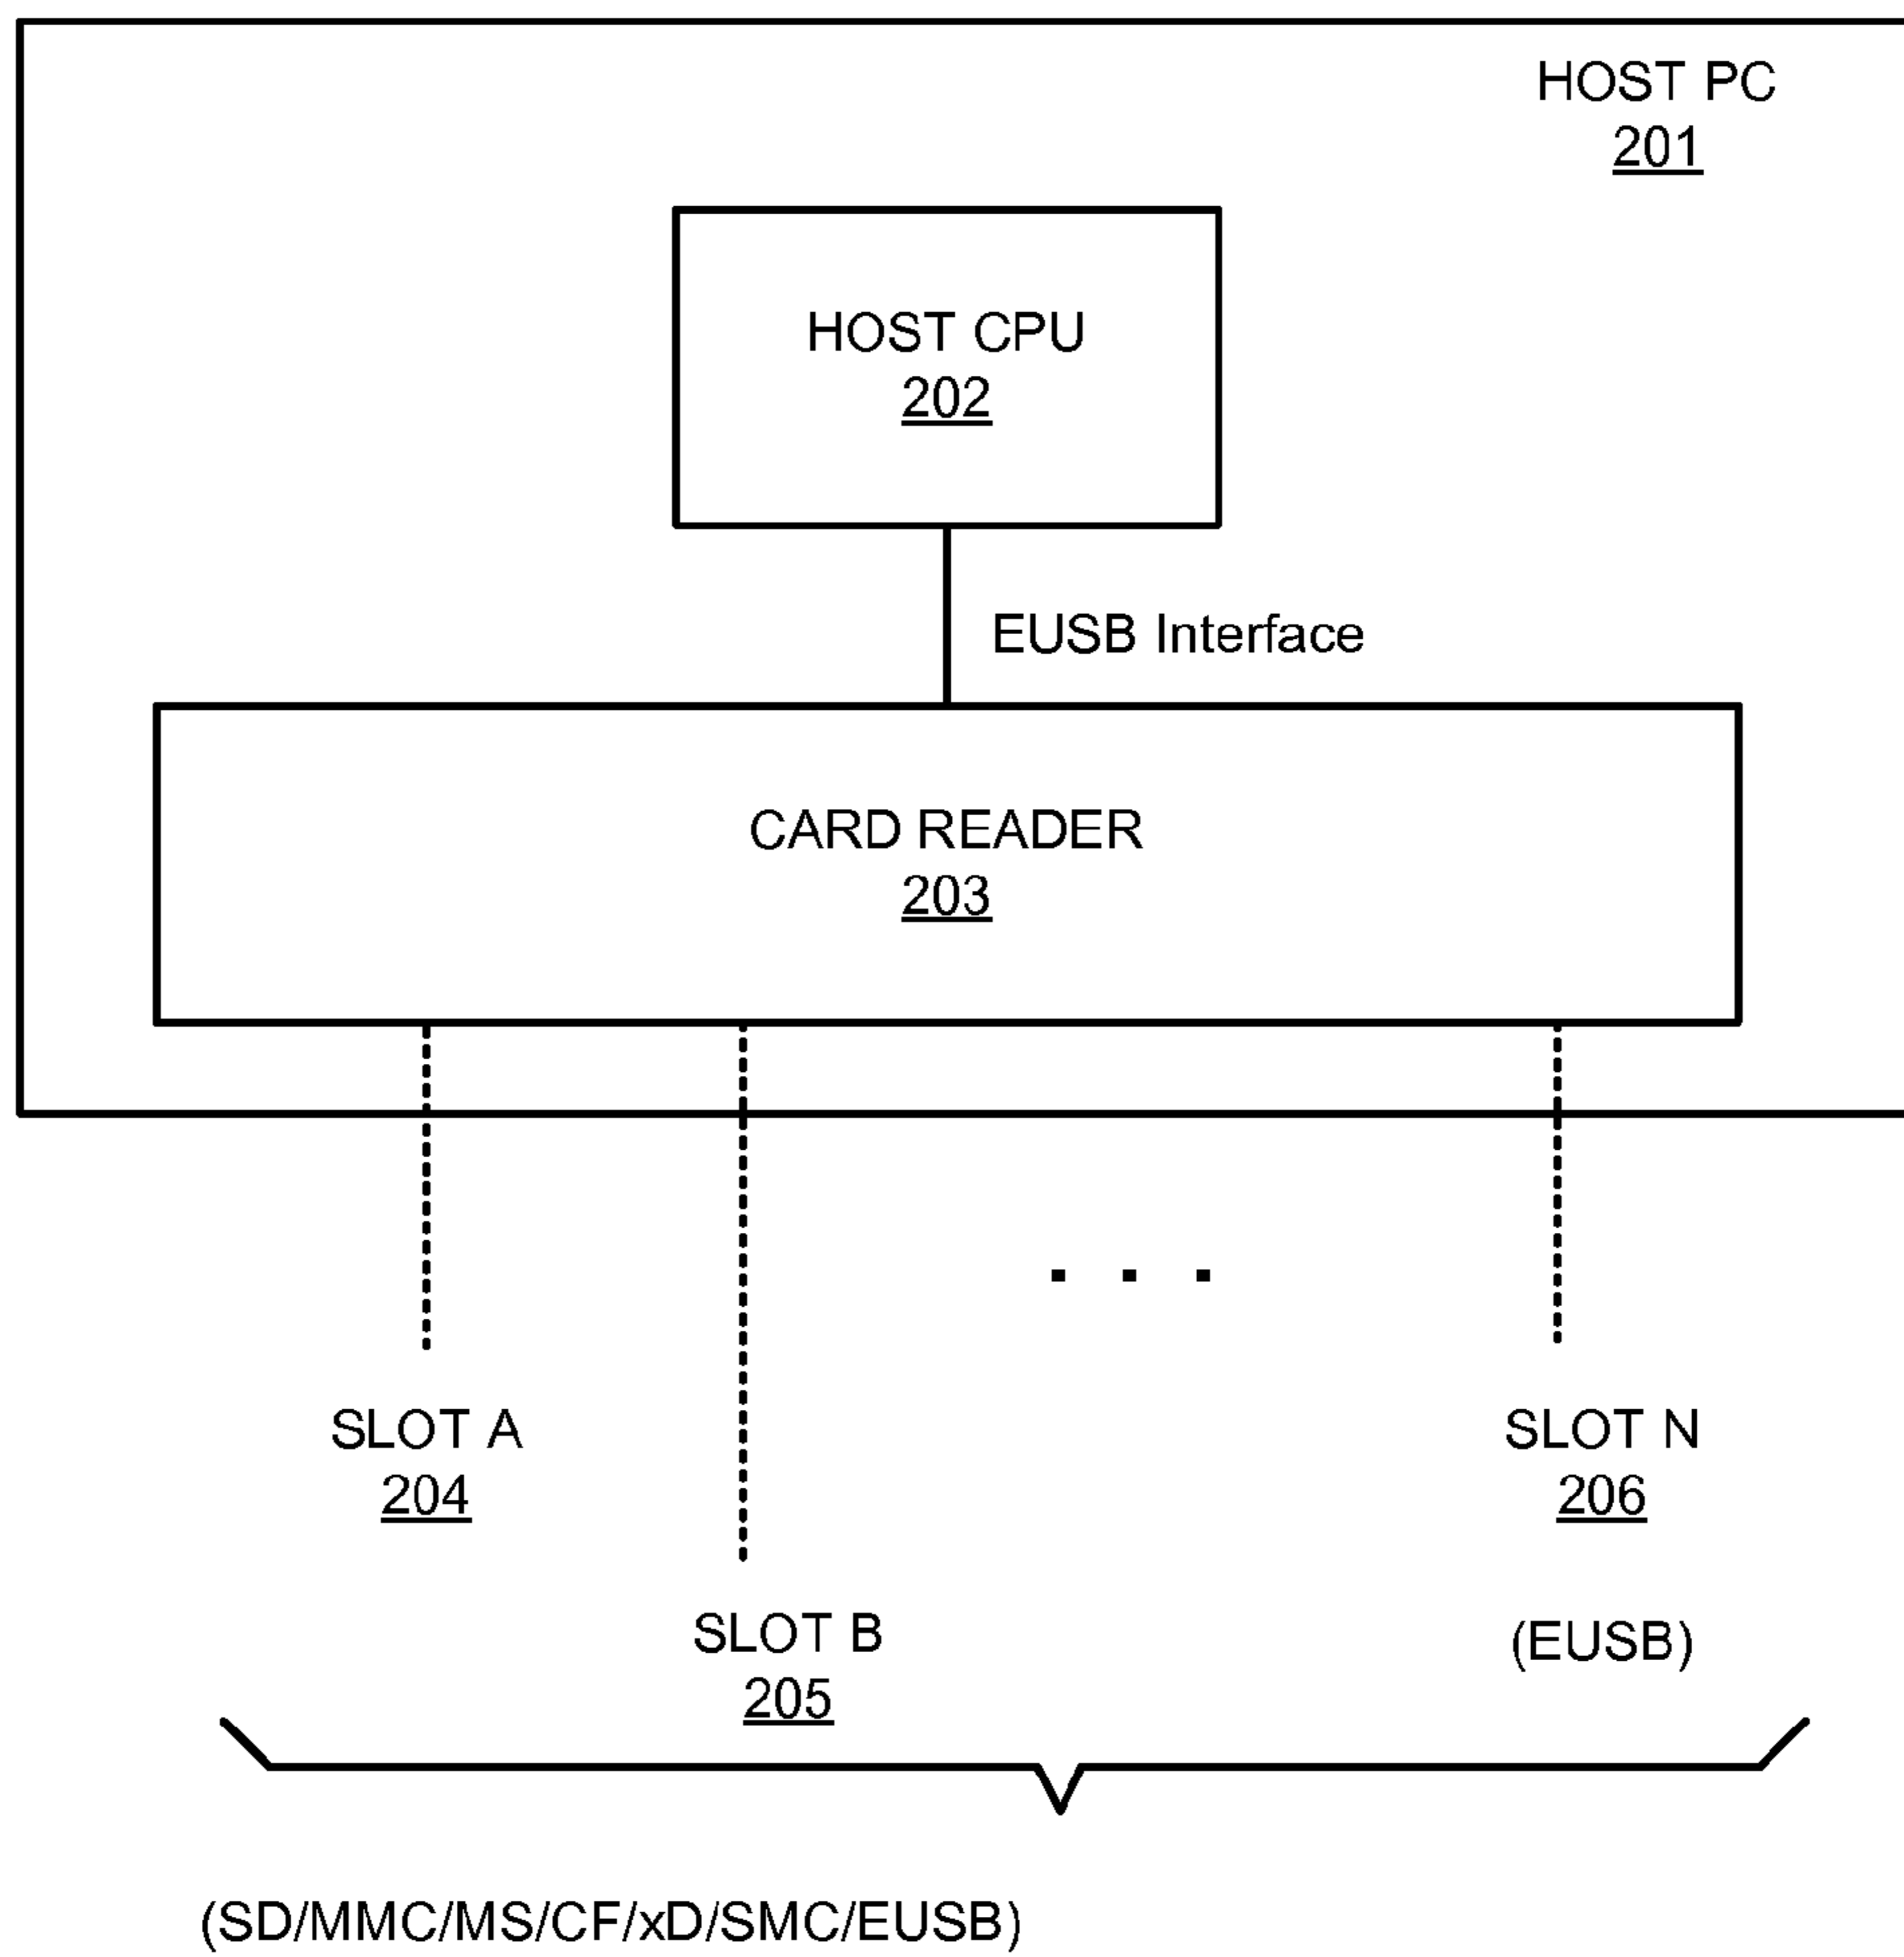 HOST PC
201
HOST CPU
202
EUSB Interface
CARD READER
203
SLOT A
204
SLOT N
206
SLOT B
205
(EUSB)
(SD/MMC/MS/CF/xD/SMC/EUSB)